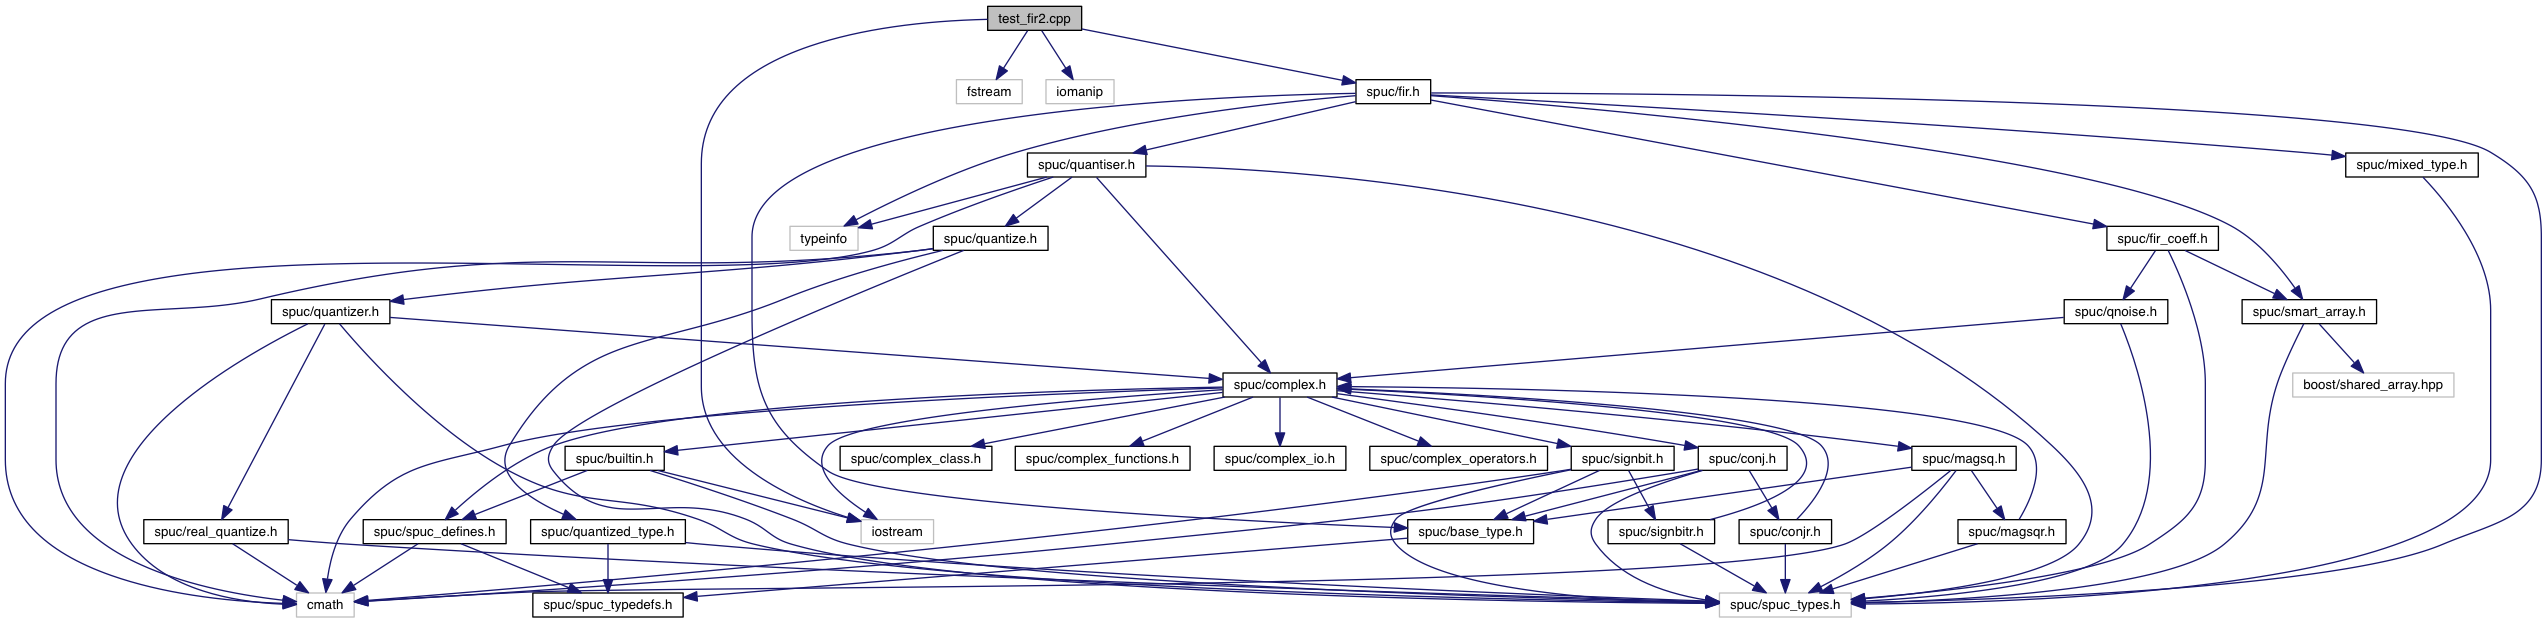 test_fir2.cpp
fstream
iomanip
spuc/fir.h
spuc/quantiser.h
spuc/mixed_type.h
typeinfo
spuc/quantize.h
spuc/fir_coeff.h
spuc/quantizer.h
spuc/qnoise.h
spuc/smart_array.h
spuc/complex.h
boost/shared_array.hpp
spuc/builtin.h
spuc/complex_class.h
spuc/complex_functions.h
spuc/complex_io.h
spuc/complex_operators.h
spuc/signbit.h
spuc/conj.h
spuc/magsq.h
spuc/real_quantize.h
spuc/spuc_defines.h
spuc/quantized_type.h
iostream
spuc/base_type.h
spuc/signbitr.h
spuc/conjr.h
spuc/magsqr.h
cmath
spuc/spuc_typedefs.h
spuc/spuc_types.h